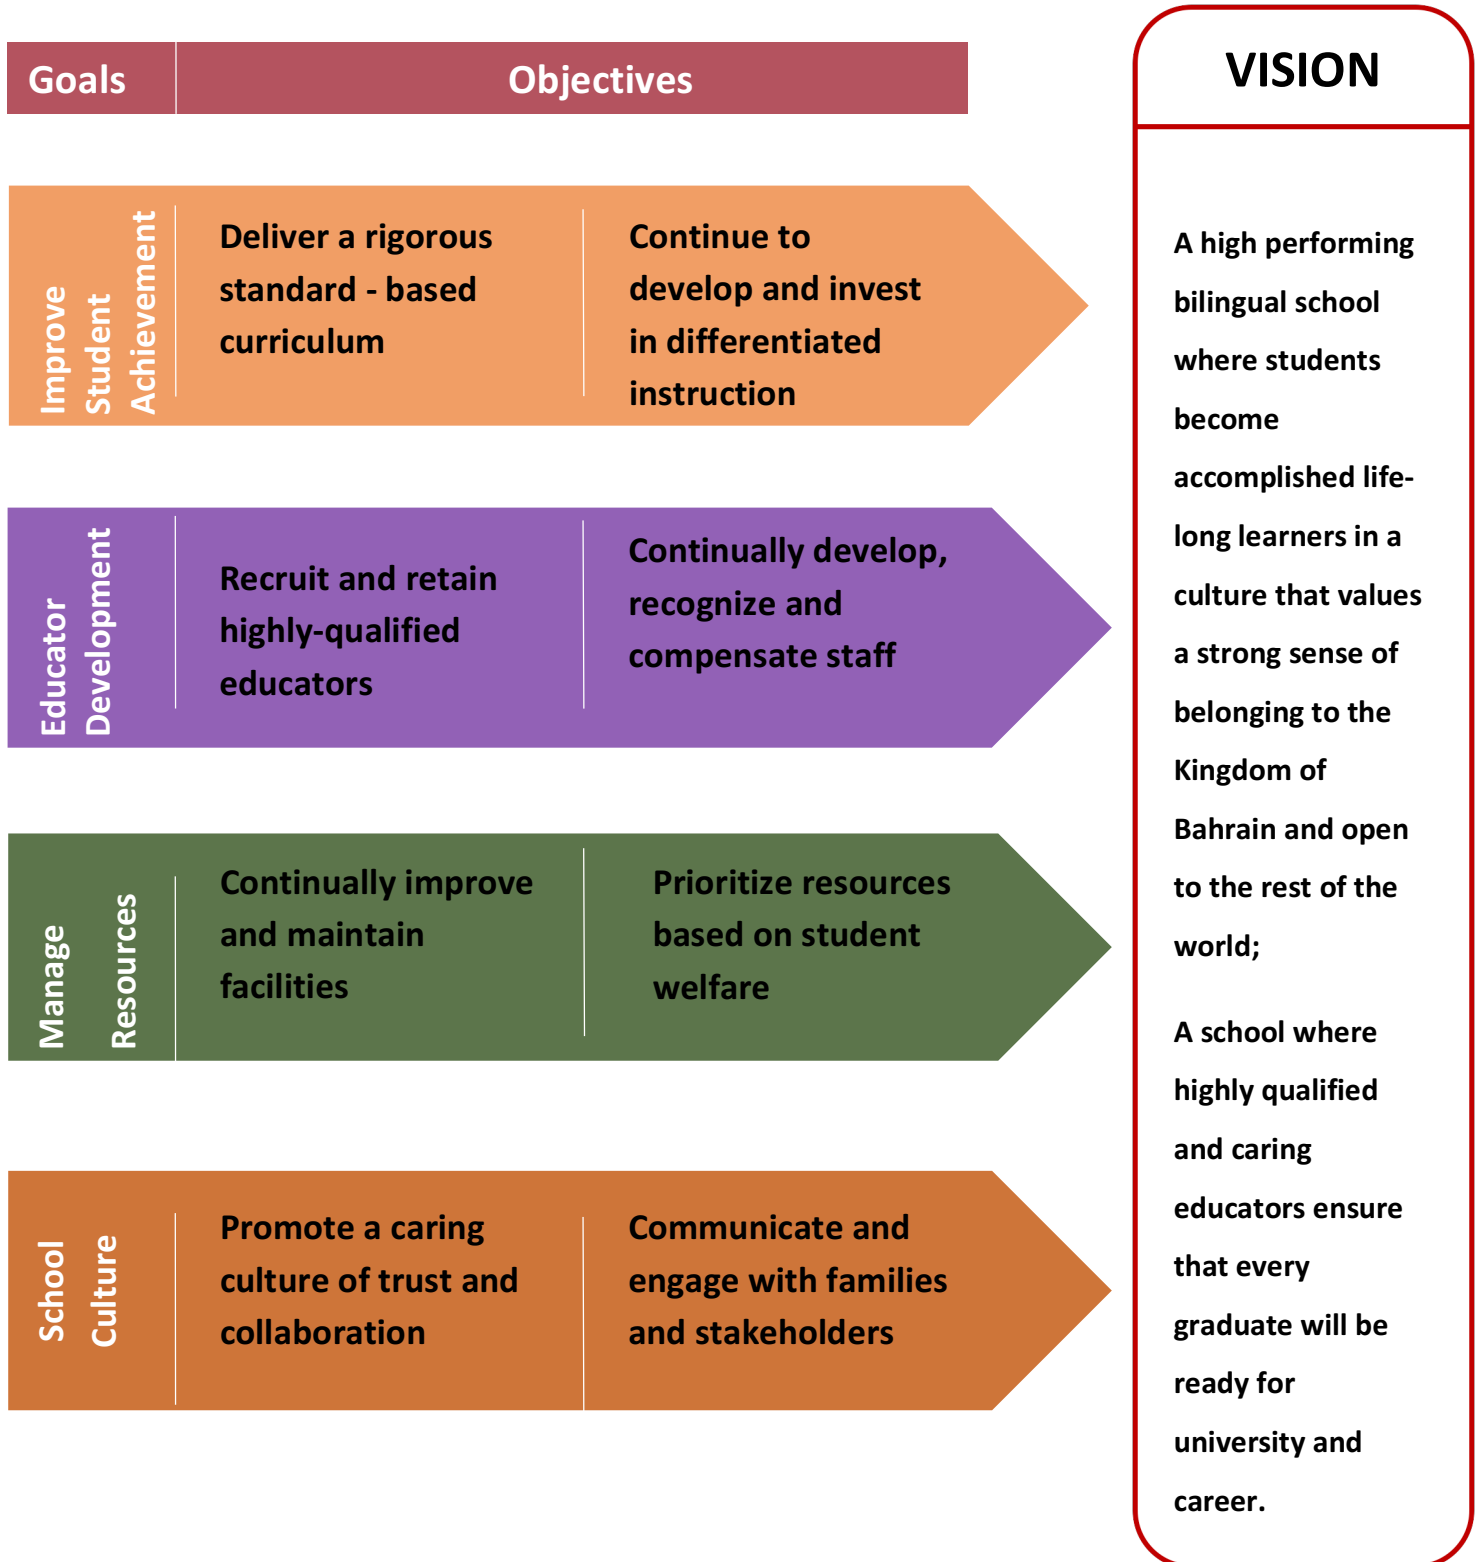 Goals
Objectives
Improve
Student
Achievement
Deliver a rigorous
standard - based
curriculum
Continue to
develop and invest
in differentiated
instruction
Educator
Development
Recruit and retain
highly-qualified
educators
Continually develop,
recognize and
compensate staff
Manage
Resources
Continually improve
and maintain
facilities
Prioritize resources
based on student
welfare
School
Culture
Promote a caring
culture of trust and
collaboration
Communicate and
engage with families
and stakeholders
VISION
A high performing
bilingual school
where students
become
accomplished life-
long learners in a
culture that values
a strong sense of
belonging to the
Kingdom of
Bahrain and open
to the rest of the
world;
A school where
highly qualified
and caring
educators ensure
that every
graduate will be
ready for
university and
career.